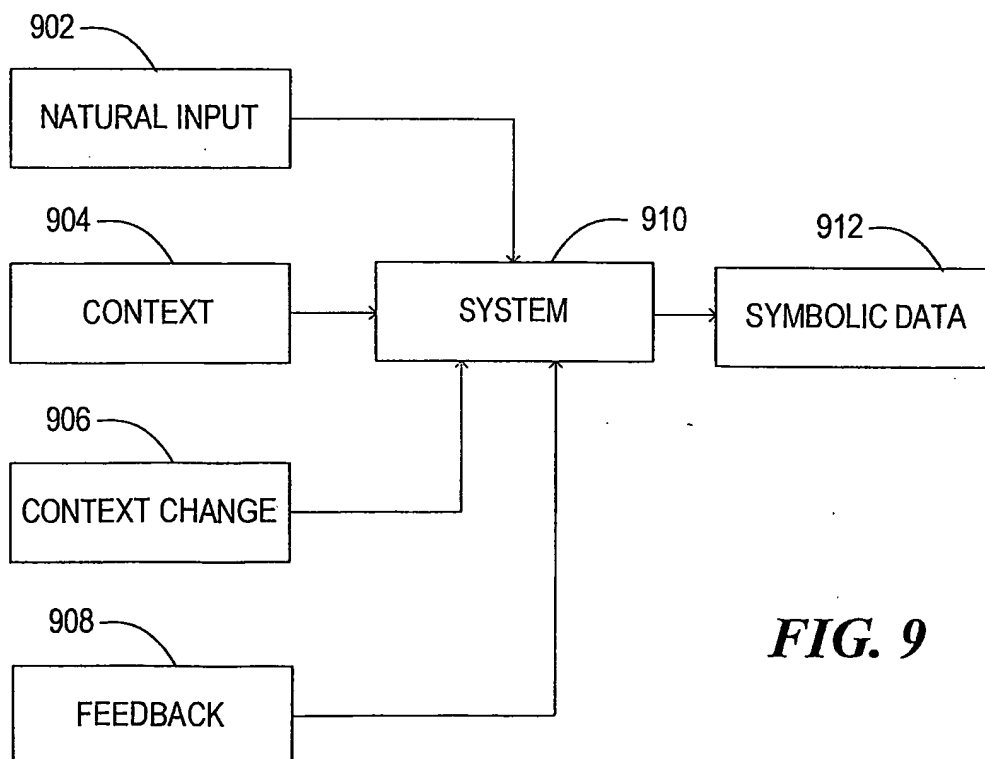 902
NATURAL INPUT
904
CONTEXT
910
SYSTEM
912
SYMBOLIC DATA
906
CONTEXT CHANGE
908
FEEDBACK
FIG. 9